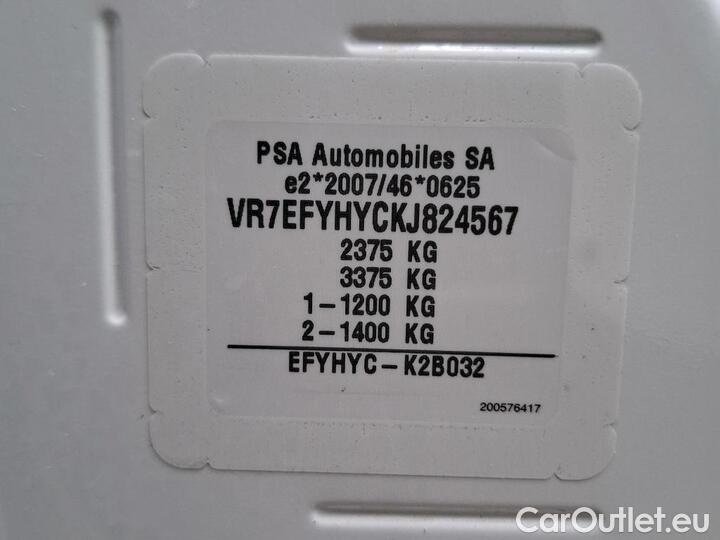 PSA Automobiles SA
e2*2007/46*0625
VR7EFYHYCKJ824567
2375 KG
3375 KG
1-1200 KG
2-1400 KG
EFYHYC-K2B032
200576417
CarOutlet.eu